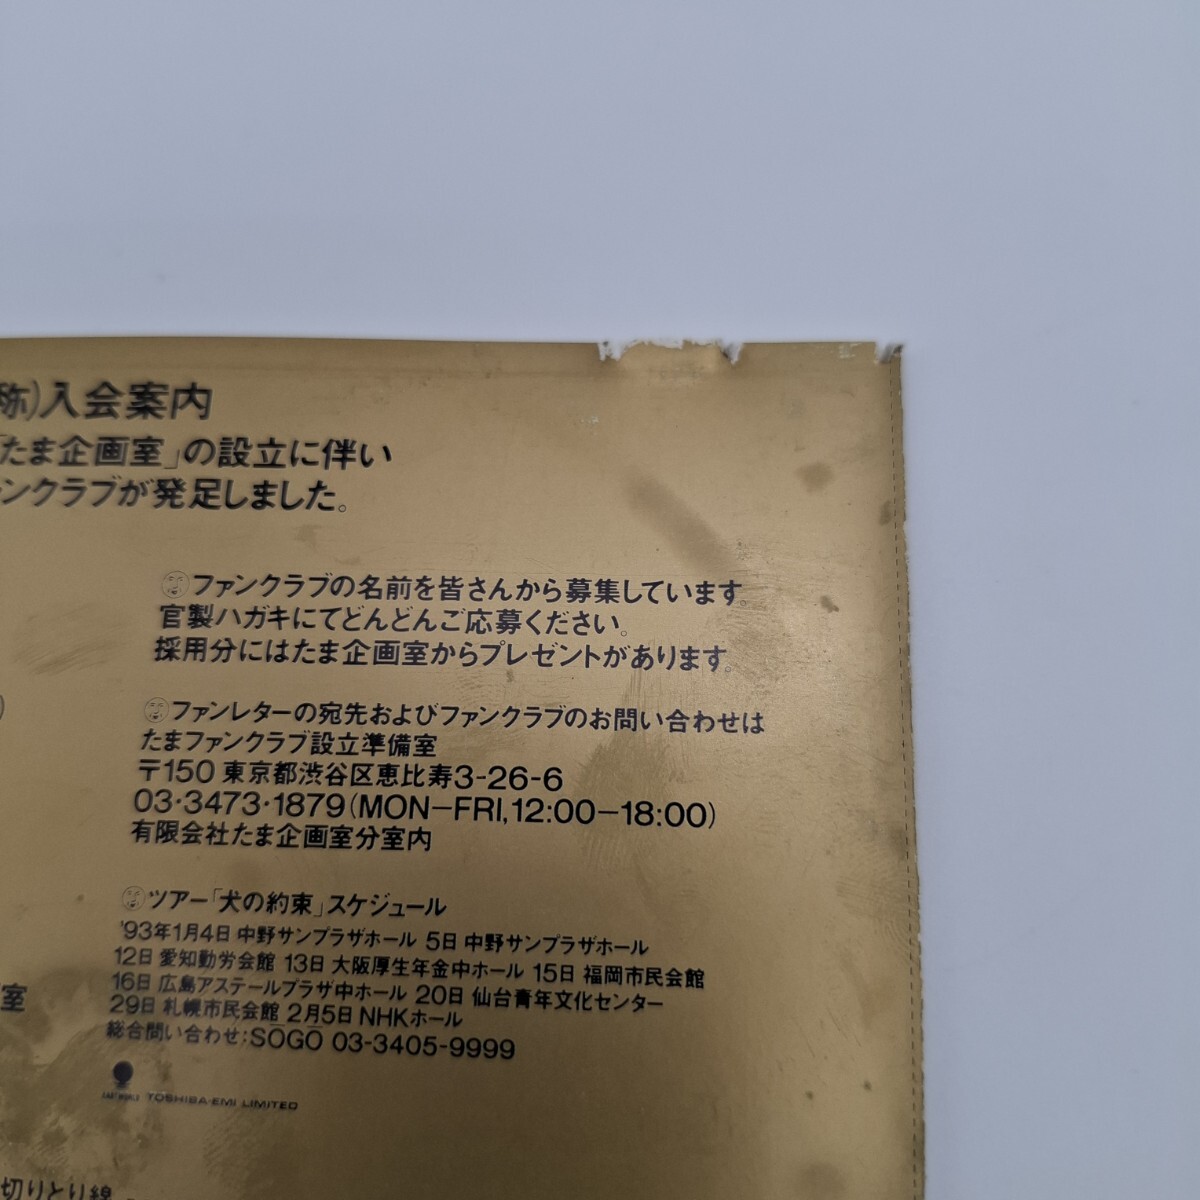 称)入会案内
「たま企画室」の設立に伴い
ァンクラブが発足しました。
ファンクラブの名前を皆さんから募集しています。
官製ハガキにてどんどんご応募ください。
採用分にはたま企画室からプレゼントがあります。
ファンレターの宛先およびファンクラブのお問い合わせは
たまファンクラブ設立準備室
〒150 東京都渋谷区恵比寿3-26-6
03·3473·1879(MON—FRI,12:00—18:00)
有限会社たま企画室分室内
ツアー「犬の約束」スケジュール
'93年1月4日 中野サンプラザホール 5日 中野サンプラザホール
12日 愛知勤労会館 13日 大阪厚生年金中ホール 15日 福岡市民会館
16日 広島アステールプラザ中ホール 20日 仙台青年文化センター
29日 札幌市民会館 2月5日 NHKホール
総合問い合わせ:SŌGŌ 03-3405-9999
室
TOSHIBA-EMI LIMITED
切りとり線